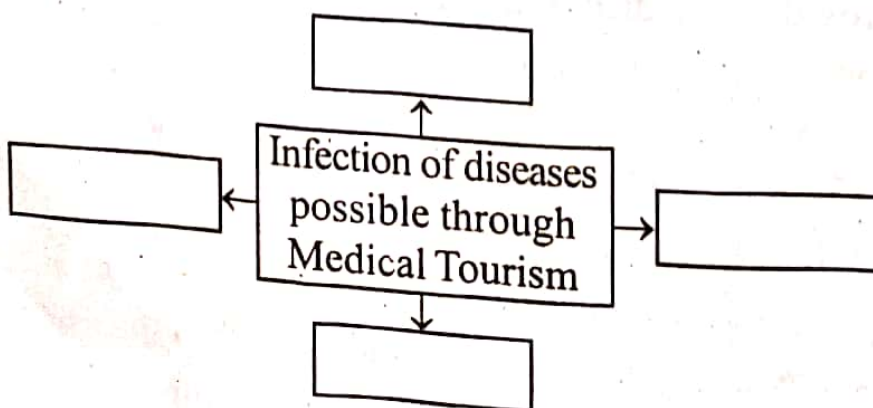 Infection of diseases
possible through
Medical Tourism